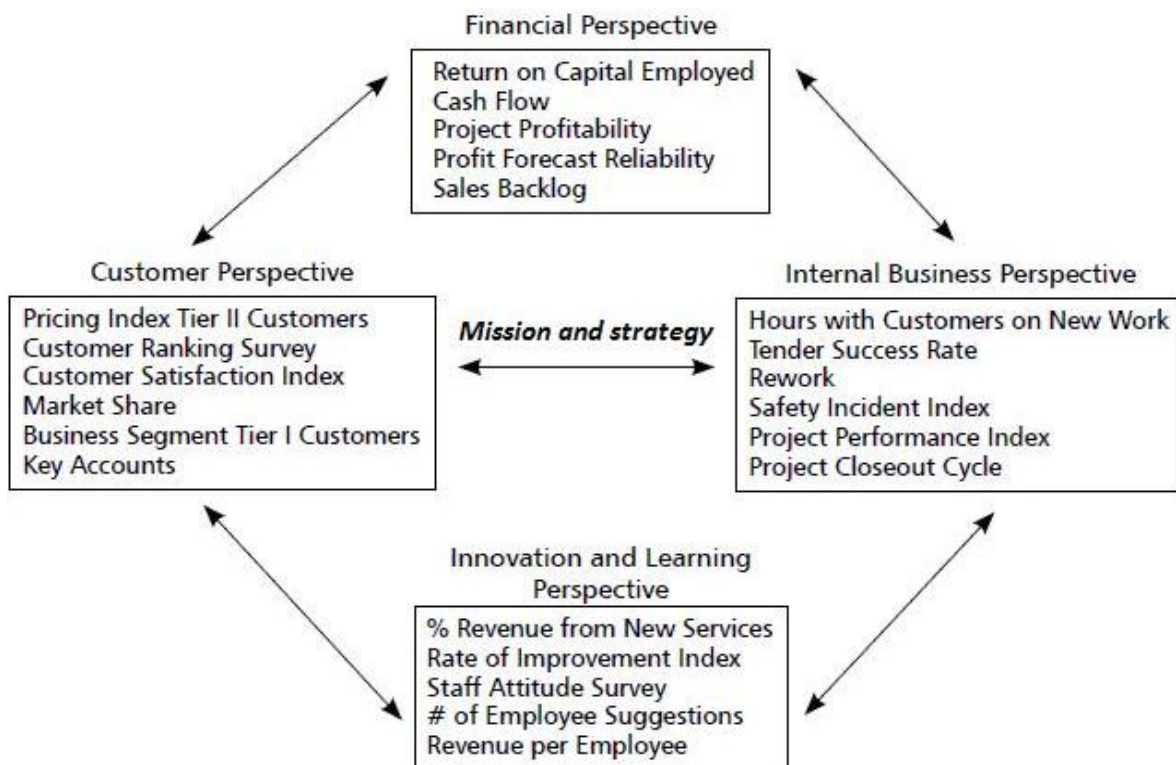 Financial Perspective
Return on Capital Employed
Cash Flow
Project Profitability
Profit Forecast Reliability
Sales Backlog
Customer Perspective
Pricing Index Tier II Customers
Customer Ranking Survey
Customer Satisfaction Index
Market Share
Business Segment Tier I Customers
Key Accounts
Mission and strategy
Internal Business Perspective
Hours with Customers on New Work
Tender Success Rate
Rework
Safety Incident Index
Project Performance Index
Project Closeout Cycle
Innovation and Learning
Perspective
% Revenue from New Services
Rate of Improvement Index
Staff Attitude Survey
# of Employee Suggestions
Revenue per Employee